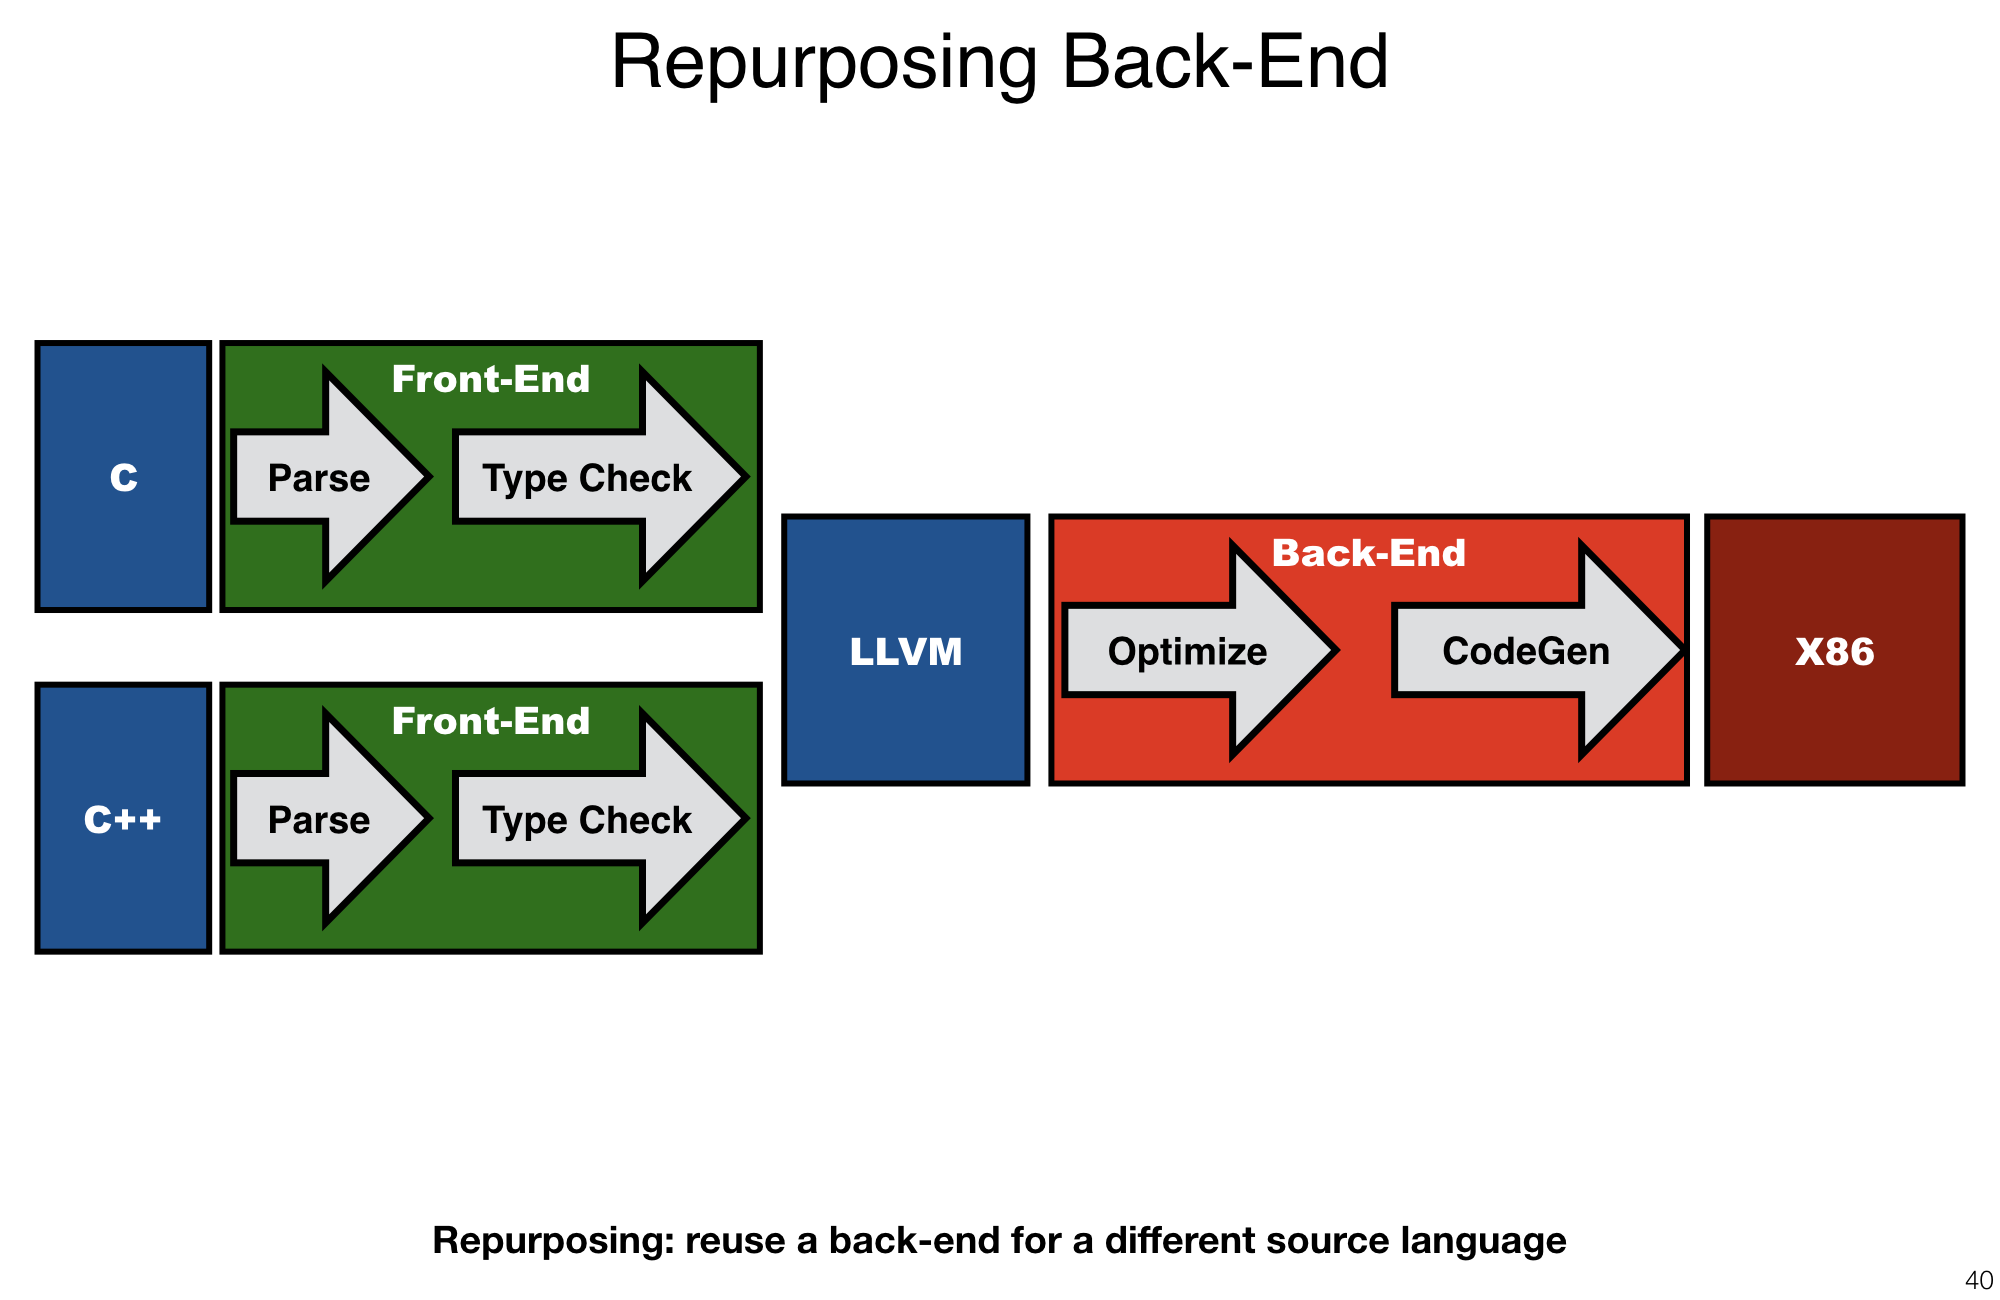 Repurposing Back-End
C
Front-End
Parse
Type Check
C++
Front-End
Parse
Type Check
LLVM
Back-End
Optimize
CodeGen
X86
Repurposing: reuse a back-end for a different source language
40